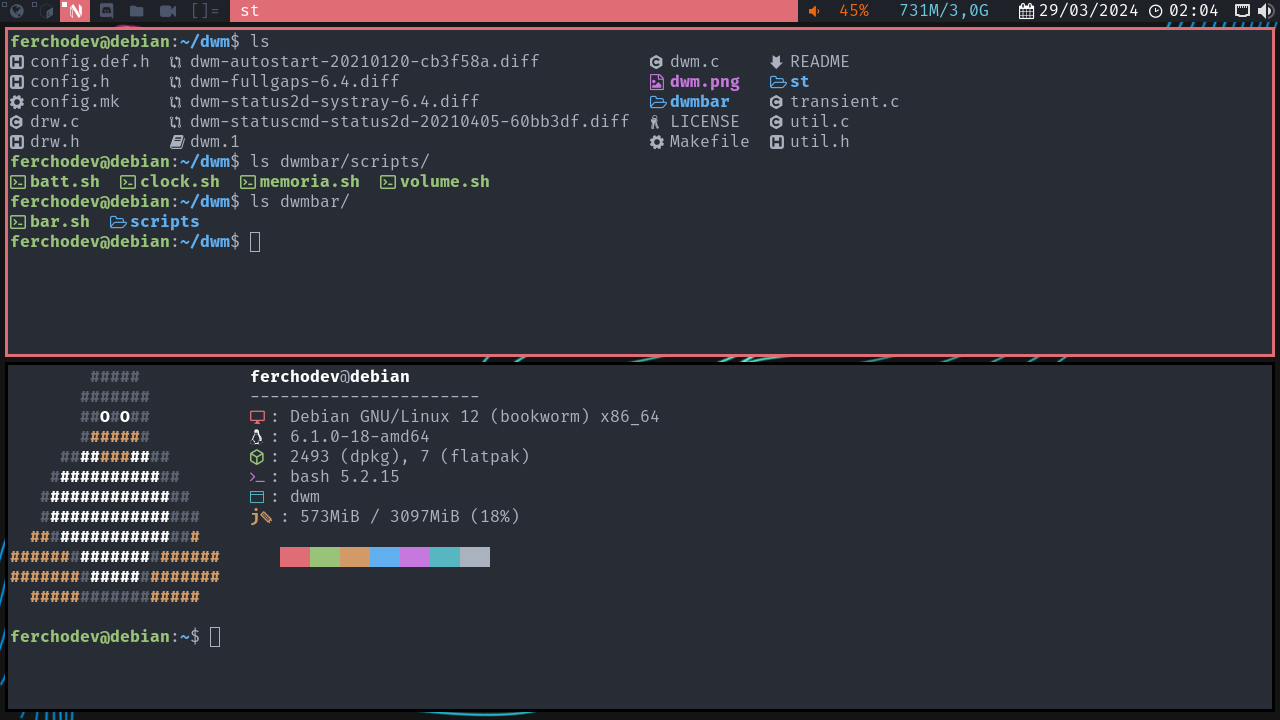 []= st 45% 731M/3,0G 29/03/2024 02:04
ferchodev@debian:~/dwm$ ls
config.def.h dwm-autostart-20210120-cb3f58a.diff dwm.c README
config.h dwm-fullgaps-6.4.diff dwm.png st
config.mk dwm-status2d-systray-6.4.diff dwmbar transient.c
drw.c dwm-statuscmd-status2d-20210405-60bb3df.diff LICENSE util.c
drw.h dwm.1 Makefile util.h
ferchodev@debian:~/dwm$ ls dwmbar/scripts/
batt.sh clock.sh memoria.sh volume.sh
ferchodev@debian:~/dwm$ ls dwmbar/
bar.sh scripts
ferchodev@debian:~/dwm$
##### ferchodev@debian
####### -----------------------
##O#O## : Debian GNU/Linux 12 (bookworm) x86_64
####### : 6.1.0-18-amd64
########### : 2493 (dpkg), 7 (flatpak)
############# : bash 5.2.15
############### : dwm
################ : 573MiB / 3097MiB (18%)
#################
#####################
#####################
#################
ferchodev@debian:~$